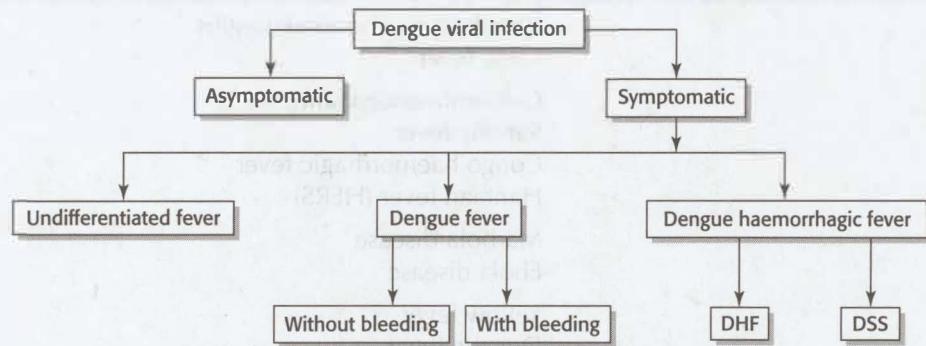 Dengue viral infection
Asymptomatic
Symptomatic
Undifferentiated fever
Dengue fever
Dengue haemorrhagic fever
Without bleeding
With bleeding
DHF
DSS